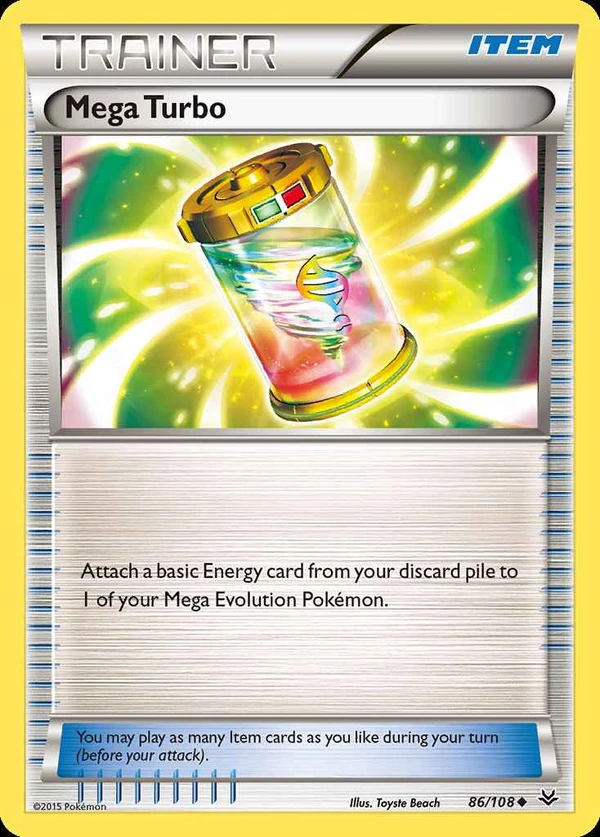 TRAINER
ITEM
Mega Turbo
Attach a basic Energy card from your discard pile to
1 of your Mega Evolution Pokémon.
You may play as many Item cards as you like during your turn
(before your attack).
©2015 Pokémon
Illus. Toyste Beach
86/108